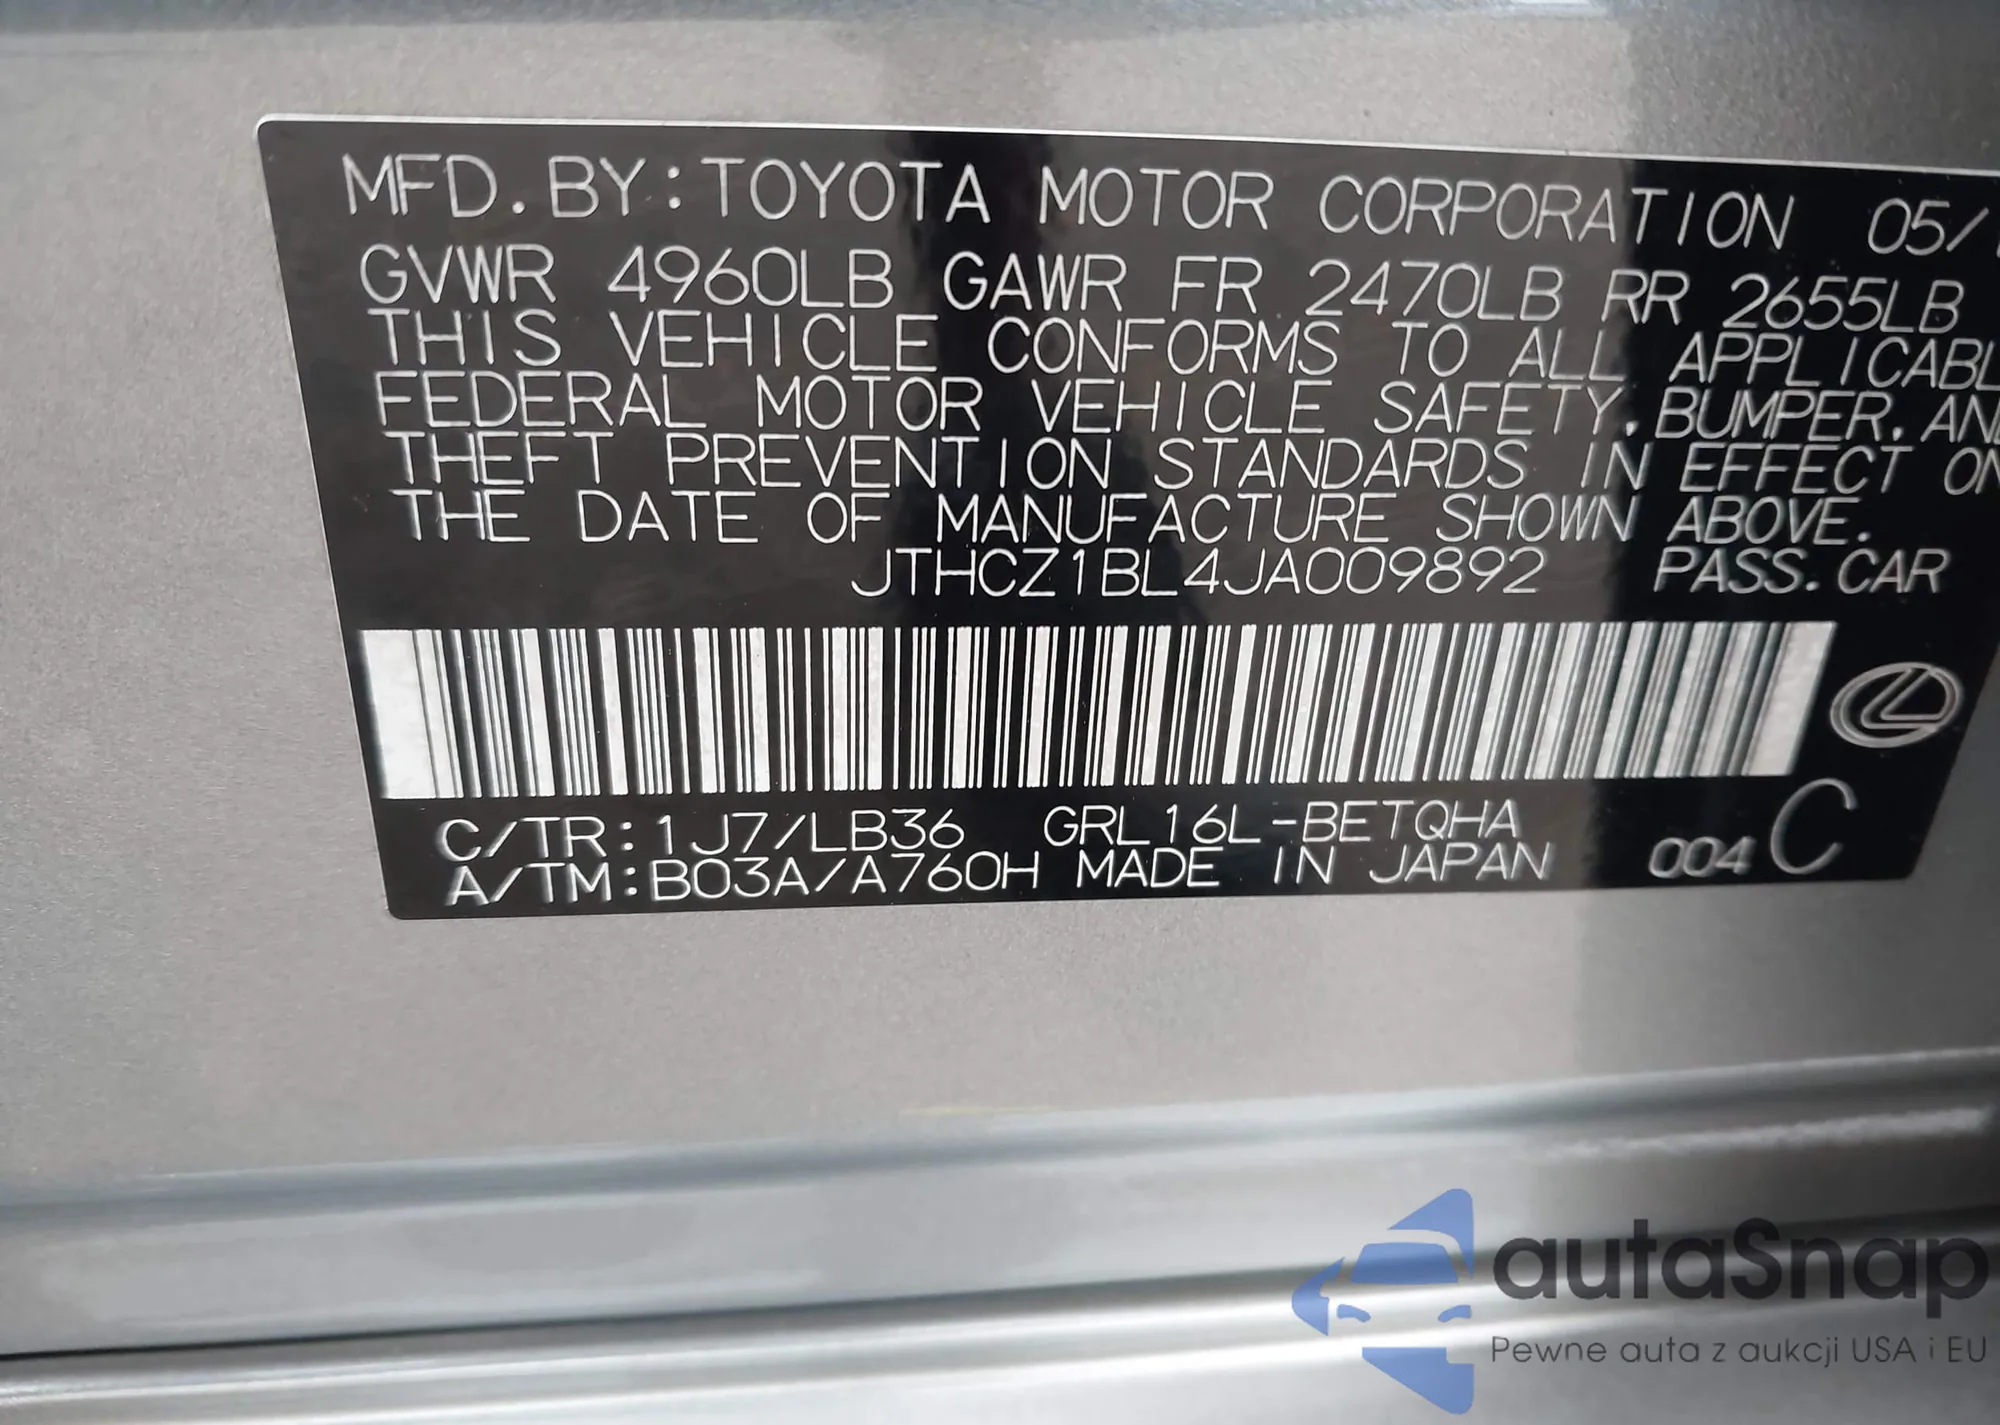 MFD. BY: TOYOTA MOTOR CORPORATION 05/
GVWR 4960LB GAWR FR 2470LB RR 2655LB
THIS VEHICLE CONFORMS TO ALL APPLICABL
FEDERAL MOTOR VEHICLE SAFETY, BUMPER, AND
THEFT PREVENTION STANDARDS IN EFFECT ON
THE DATE OF MANUFACTURE SHOWN ABOVE.
JTHCZ1BL4JA009892 PASS. CAR
C/TR: 1J7/LB36 GRL16L-BETQHA
A/TM: B03A/A760H MADE IN JAPAN 004 C
autaSnap
Pewne auta z aukcji USA i EU